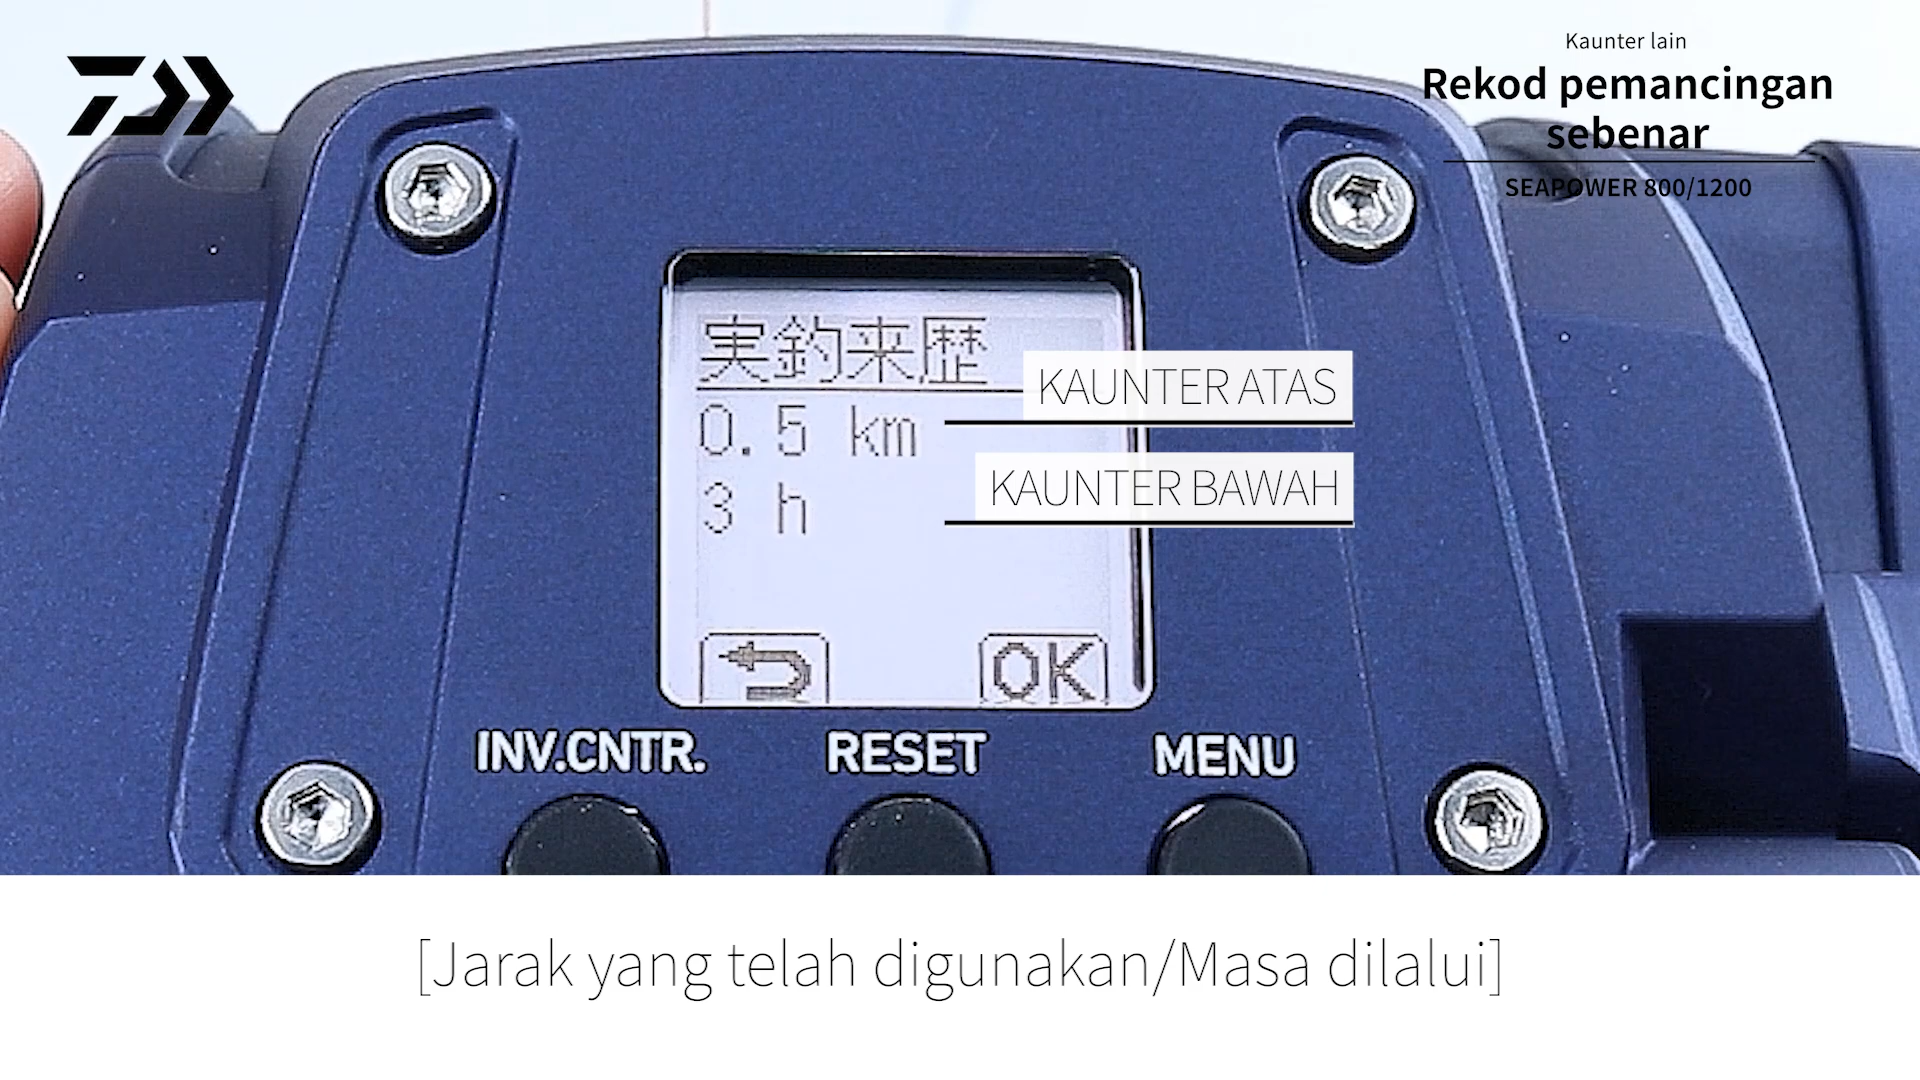 Kaunter lain
Rekod pemancingan
sebenar
SEAPOWER 800/1200
実釣来歴
KAUNTER ATAS
0.5 km
KAUNTER BAWAH
3 h
OK
INV.CNTR.
RESET
MENU
[Jarak yang telah digunakan/Masa dilalui]